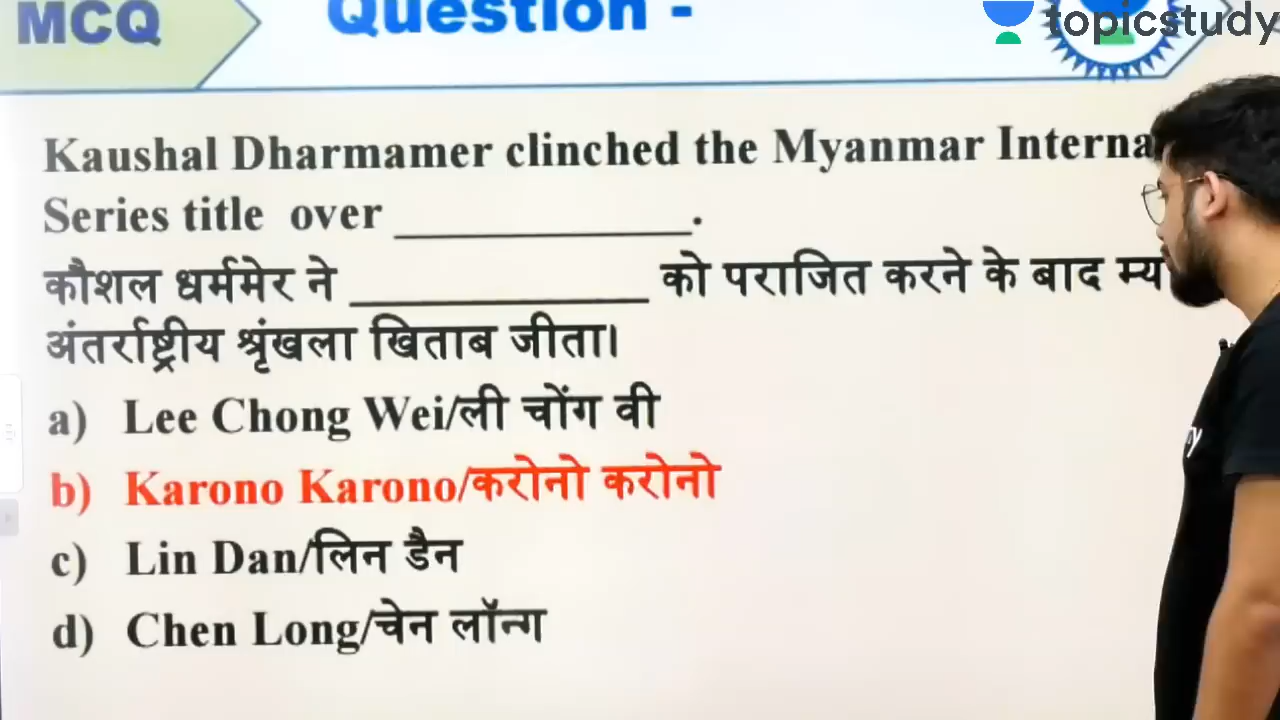 MCQ
Question -
topicstudy
Kaushal Dharmamer clinched the Myanmar Interna
Series title over ____________.
कौशल धर्ममेर ने ____________ को पराजित करने के बाद म्य
अंतर्राष्ट्रीय श्रृंखला खिताब जीता।
a) Lee Chong Wei/ली चोंग वी
b) Karono Karono/करोनो करोनो
c) Lin Dan/लिन डैन
d) Chen Long/चेन लॉन्ग